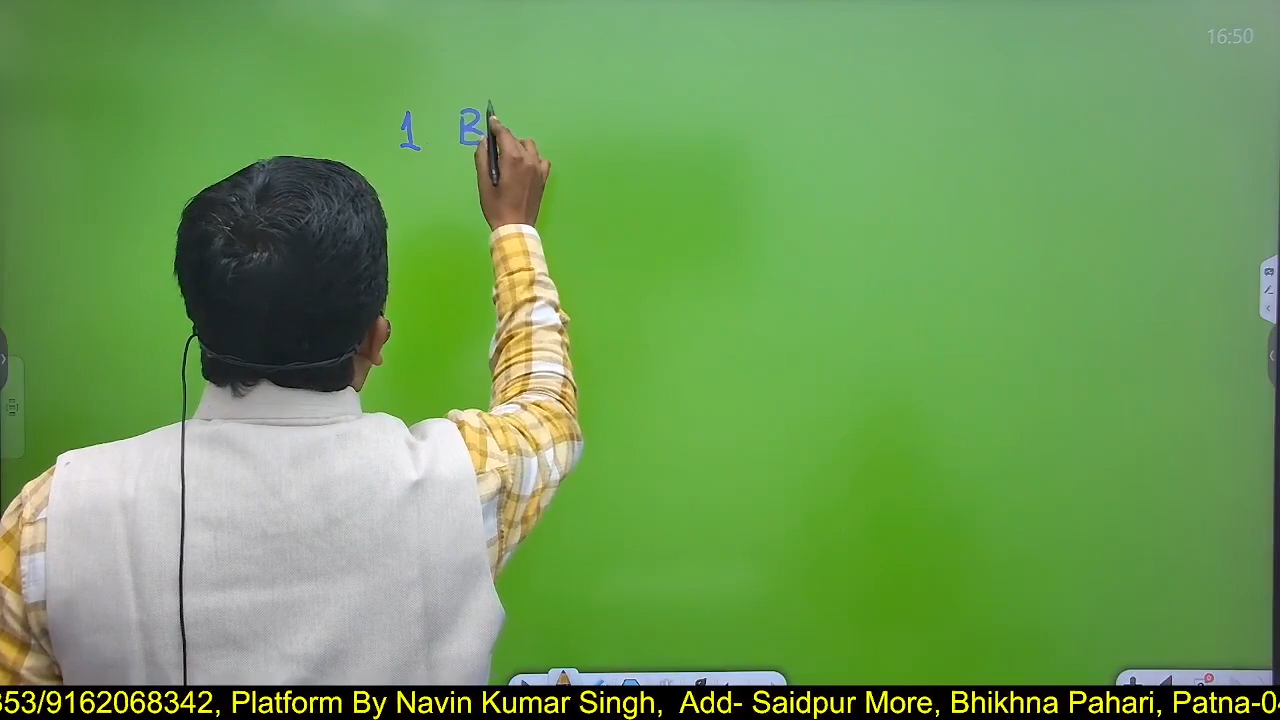 16:50
1 B
353/9162068342, Platform By Navin Kumar Singh, Add- Saidpur More, Bhikhna Pahari, Patna-0